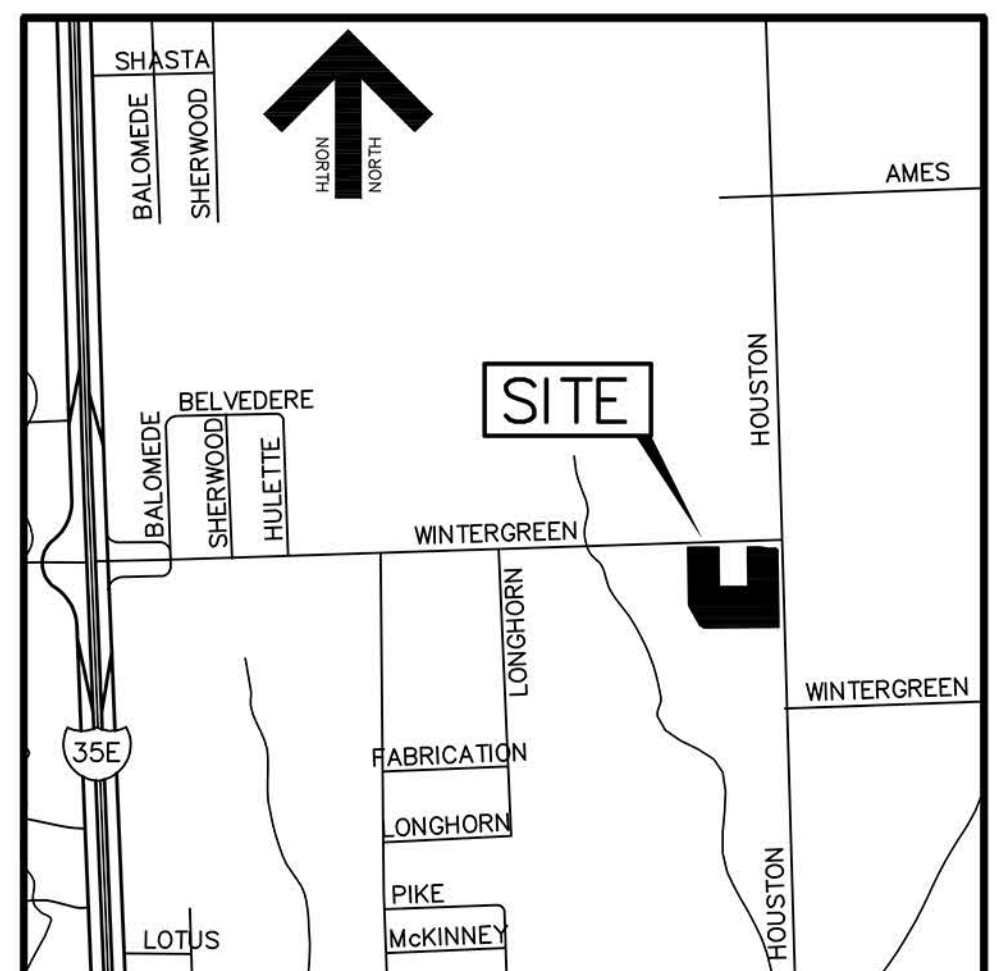 SHASTA
BALOMEDE
SHERWOOD
NORTH
NORTH
AMES
HOUSTON
SITE
BELVEDERE
BALOMEDE
SHERWOOD
HULETTE
WINTERGREEN
LONGHORN
WINTERGREEN
35E
FABRICATION
LONGHORN
HOUSTON
PIKE
McKINNEY
LOTUS